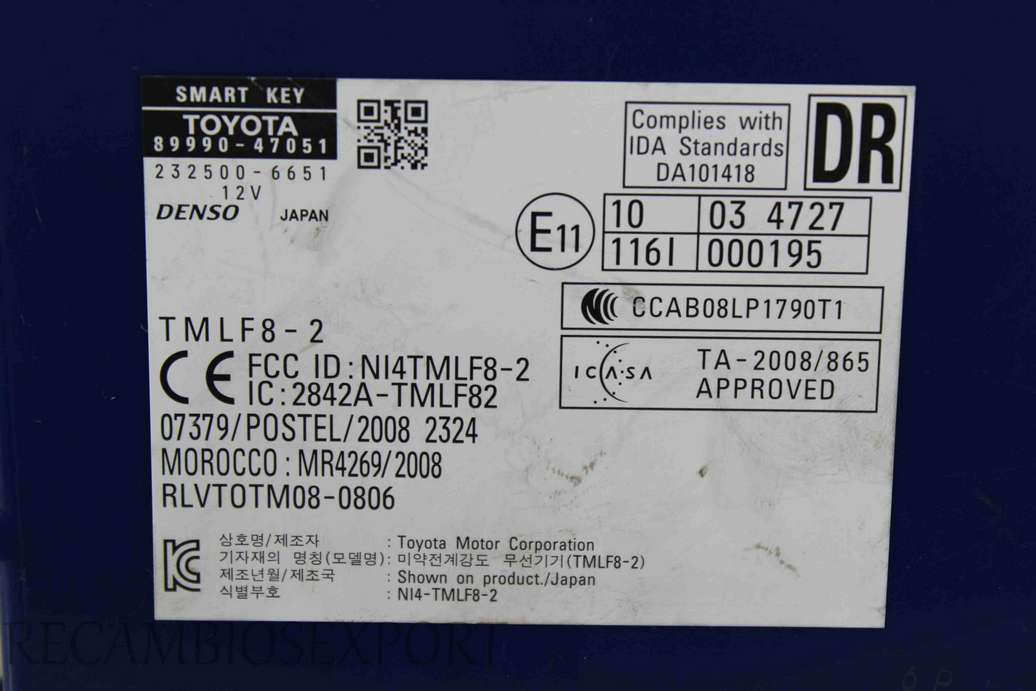 SMART KEY
TOYOTA
89990-47051
232500-6651
12V
DENSO JAPAN
Complies with
IDA Standards
DA101418
DR
E11
10 03 4727
116I 000195
CCAB08LP1790T1
ICASA
TA-2008/865
APPROVED
TMLF8-2
CE FCC ID:NI4TMLF8-2
IC:2842A-TMLF82
07379/POSTEL/2008 2324
MOROCCO:MR4269/2008
RLVTOTM08-0806
상호명/제조자 : Toyota Motor Corporation
기자재의 명칭(모델명): 미약전계강도 무선기기(TMLF8-2)
제조년월/제조국 : Shown on product./Japan
식별부호 : NI4-TMLF8-2
RECAMBIOSEXPORT